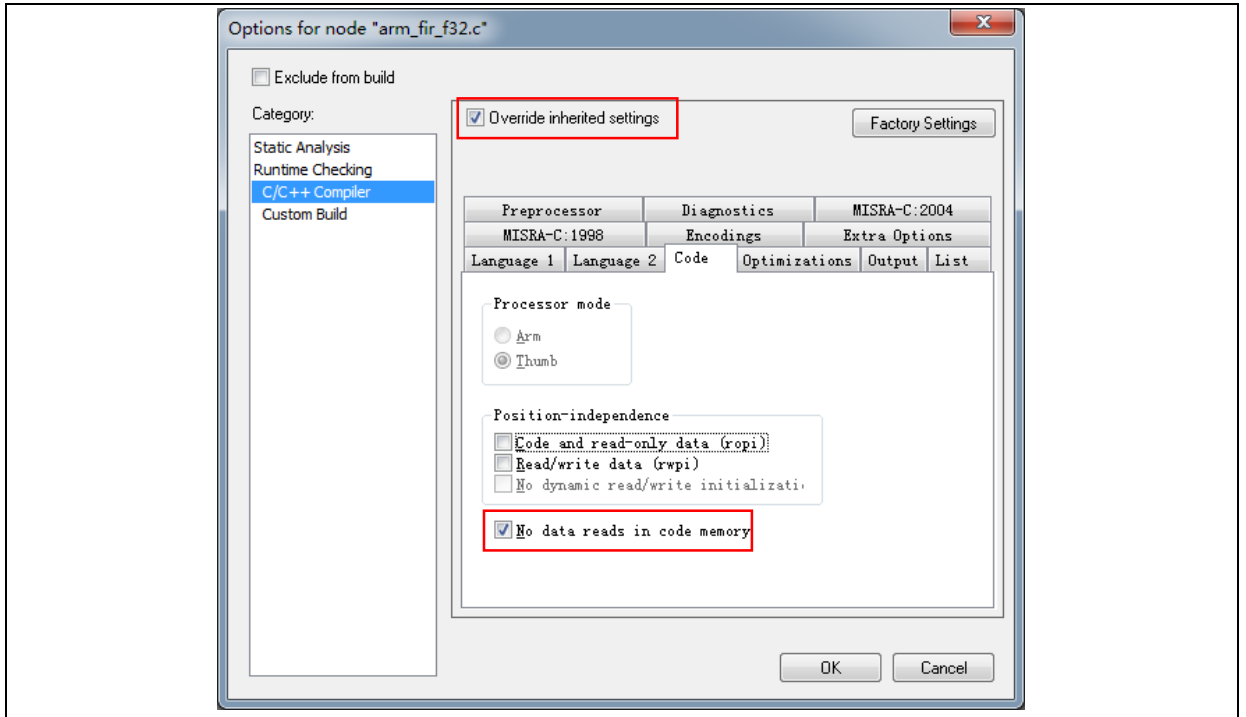 Options for node "arm_fir_f32.c"
Exclude from build
Category:
Static Analysis
Runtime Checking
C/C++ Compiler
Custom Build
Override inherited settings
Factory Settings
Preprocessor Diagnostics MISRA-C:2004
MISRA-C:1998 Encodings Extra Options
Language 1 Language 2 Code Optimizations Output List
Processor mode
Arm
Thumb
Position-independence
Code and read-only data (ropi)
Read/write data (rwpi)
No dynamic read/write initializati
No data reads in code memory
OK Cancel